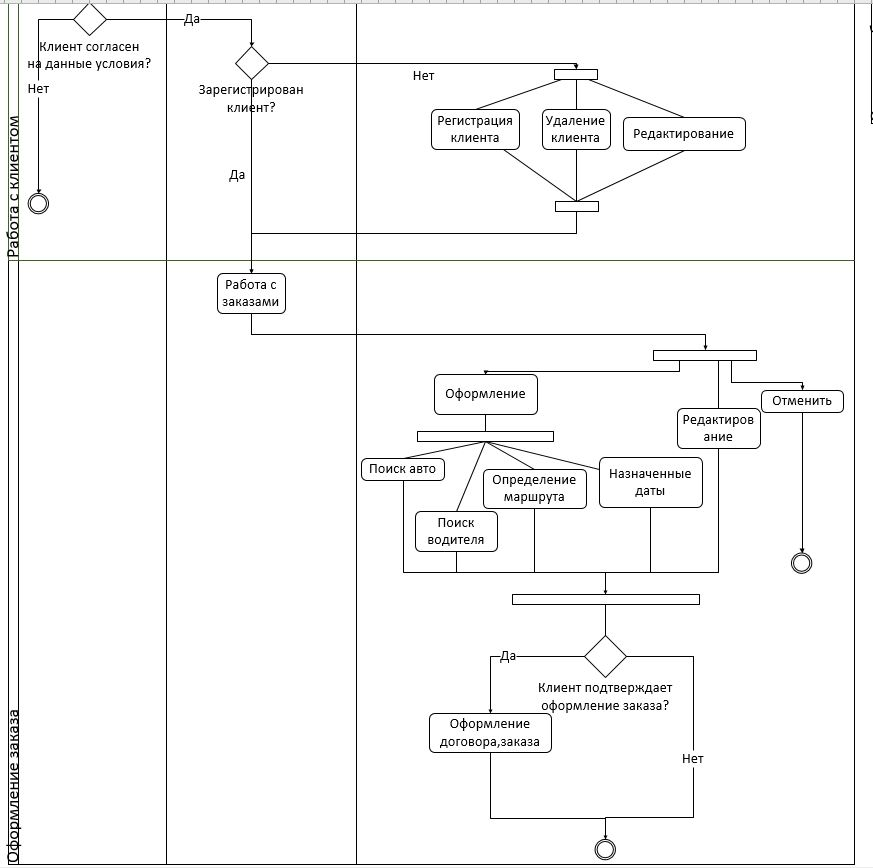 Да
Клиент согласен
на данные условия?
Нет
Зарегистрирован
клиент?
Нет
Да
Регистрация
клиента
Удаление
клиента
Редактирование
Работа с клиентом
Работа с
заказами
Оформление
Редактиров
ание
Отменить
Поиск авто
Определение
маршрута
Назначенные
даты
Поиск
водителя
Да
Клиент подтверждает
оформление заказа?
Оформление
договора,заказа
Нет
Оформление заказа